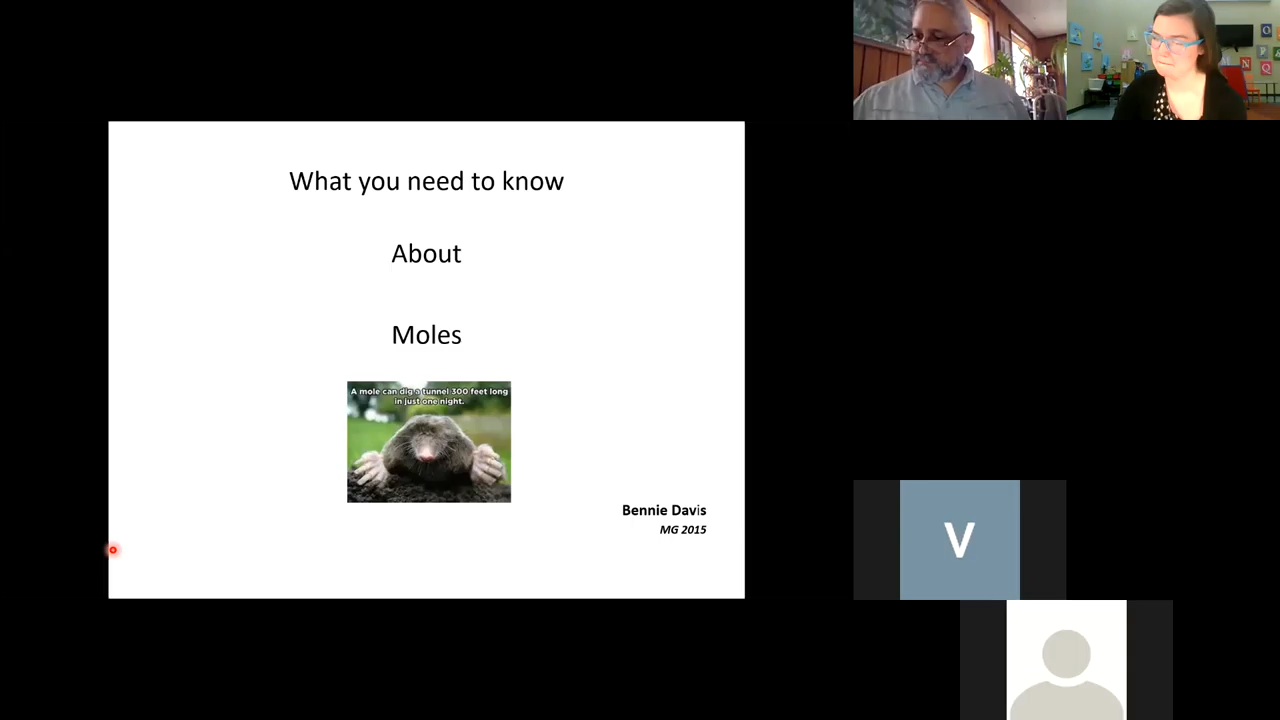 What you need to know
About
Moles
A mole can dig a tunnel 300 feet long
in just one night.
Bennie Davis
MG 2015
V
O
P
N
Q